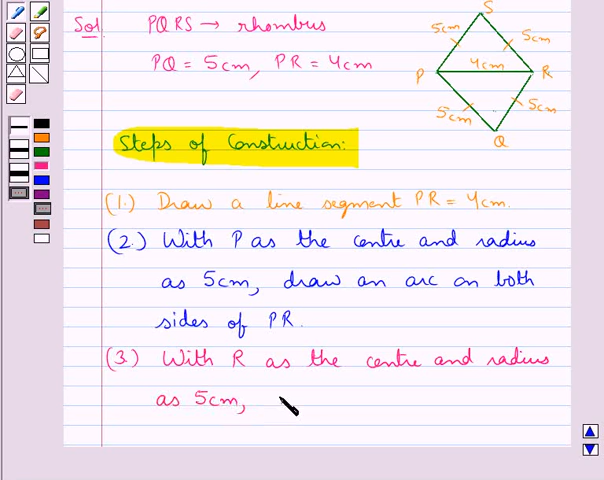 Sol PQRS → rhombus
PQ = 5cm, PR = 4cm
S
5cm 5cm
4cm
P R
5cm 5cm
Q
Steps of Construction:
(1.) Draw a line segment PR = 4cm.
(2.) With P as the centre and radius
as 5cm, draw an arc on both
sides of PR.
(3.) With R as the centre and radius
as 5cm,